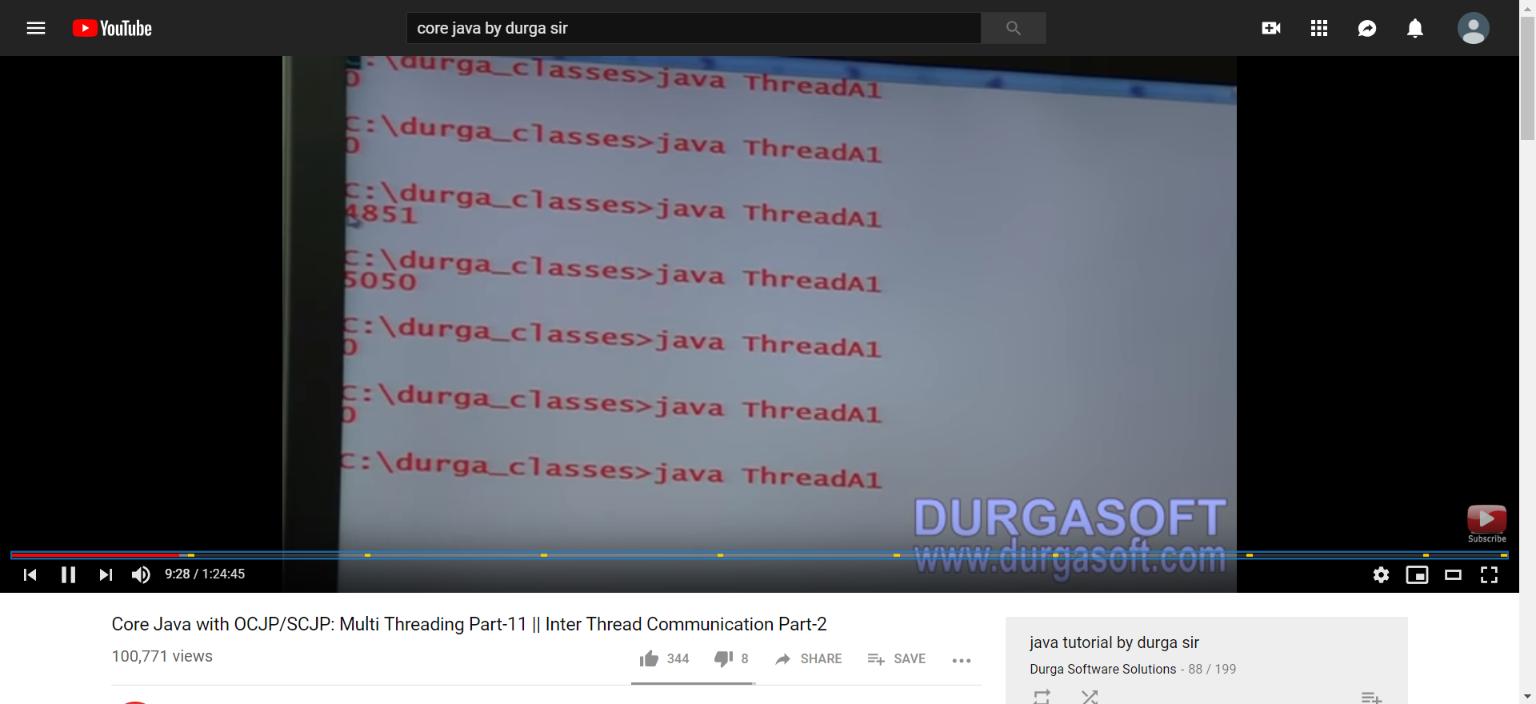 YouTube
core java by durga sir
C:\durga_classes>java ThreadA1
0
C:\durga_classes>java ThreadA1
0
C:\durga_classes>java ThreadA1
4851
C:\durga_classes>java ThreadA1
5050
C:\durga_classes>java ThreadA1
0
C:\durga_classes>java ThreadA1
0
C:\durga_classes>java ThreadA1
DURGASOFT
www.durgasoft.com
Subscribe
9:28 / 1:24:45
Core Java with OCJP/SCJP: Multi Threading Part-11 || Inter Thread Communication Part-2
100,771 views
344
8
SHARE
SAVE
java tutorial by durga sir
Durga Software Solutions - 88 / 199